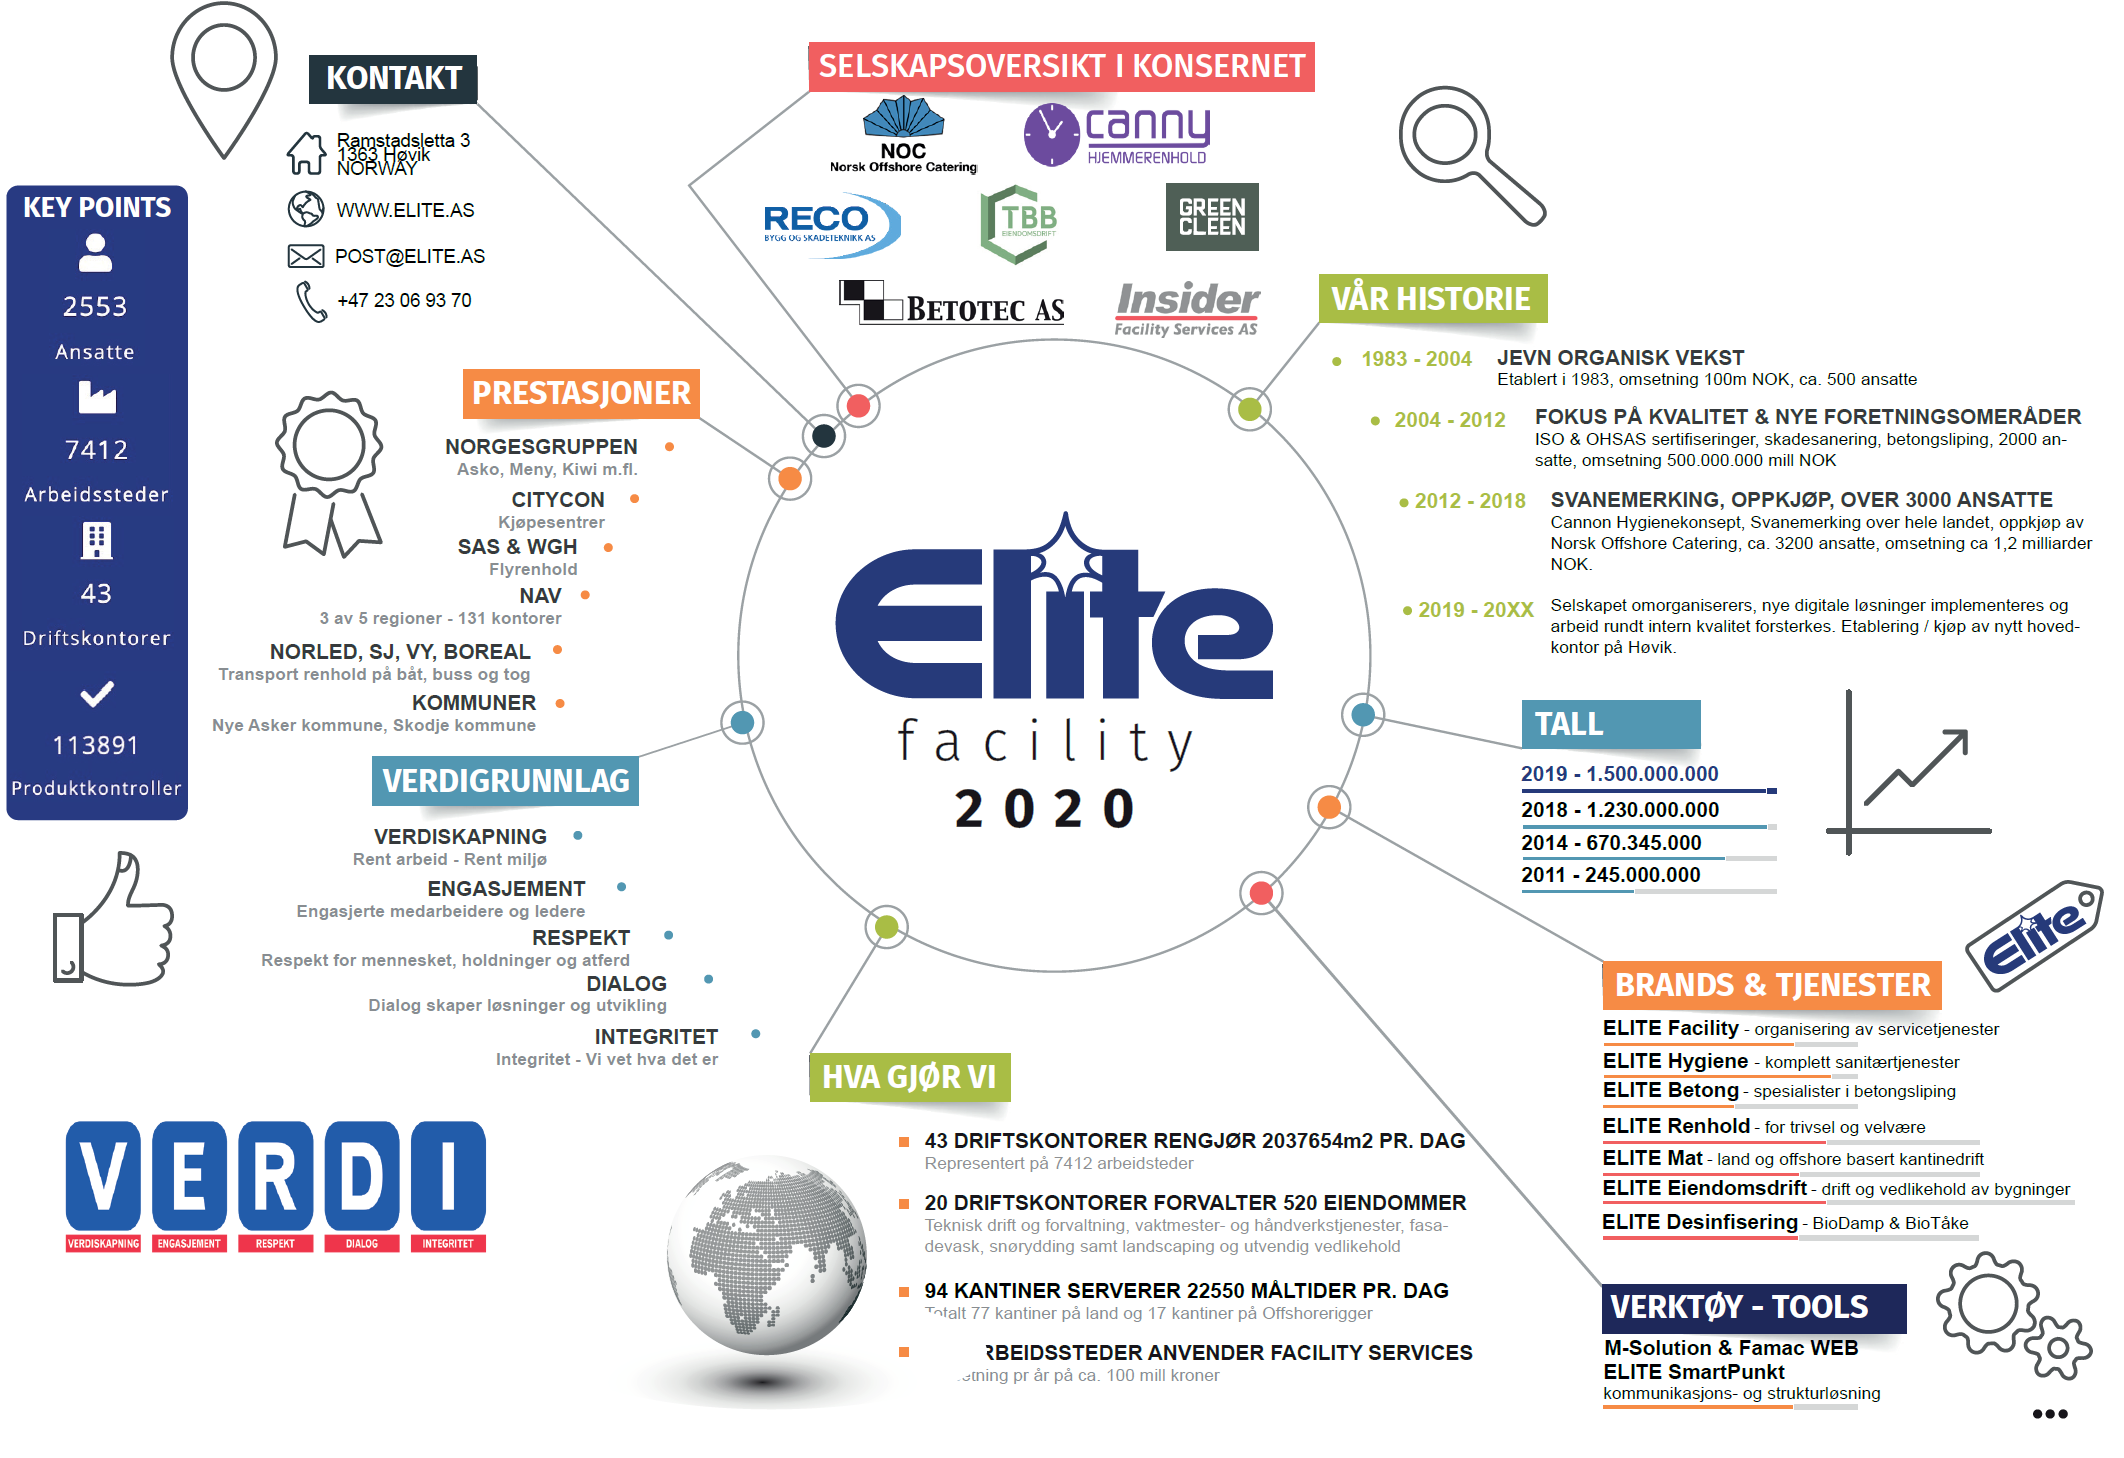 KONTAKT
Ramstadsletta 3
1363 Høvik
NORWAY
WWW.ELITE.AS
POST@ELITE.AS
+47 23 06 93 70
SELSKAPSOVERSIKT I KONSERNET
NOC
Norsk Offshore Catering
canny
HJEMMERENHOLD
RECO
BYGG OG SKADETEKNIKK AS
TBB
EIENDOMSDRIFT
GREEN
CLEEN
BETOTEC AS
Insider
Facility Services AS
KEY POINTS
2553
Ansatte
7412
Arbeidssteder
43
Driftskontorer
113891
Produktkontroller
PRESTASJONER
NORGESGRUPPEN
Asko, Meny, Kiwi m.fl.
CITYCON
Kjøpesentrer
SAS & WGH
Flyrenhold
NAV
3 av 5 regioner - 131 kontorer
NORLED, SJ, VY, BOREAL
Transport renhold på båt, buss og tog
KOMMUNER
Nye Asker kommune, Skodje kommune
VERDIGRUNNLAG
VERDISKAPNING
Rent arbeid - Rent miljø
ENGASJEMENT
Engasjerte medarbeidere og ledere
RESPEKT
Respekt for mennesket, holdninger og atferd
DIALOG
Dialog skaper løsninger og utvikling
INTEGRITET
Integritet - Vi vet hva det er
VERDI
VERDISKAPNING ENGASJEMENT RESPEKT DIALOG INTEGRITET
Elite
facility
2020
VÅR HISTORIE
1983 - 2004 JEVN ORGANISK VEKST
Etablert i 1983, omsetning 100m NOK, ca. 500 ansatte
2004 - 2012 FOKUS PÅ KVALITET & NYE FORETNINGSOMERÅDER
ISO & OHSAS sertifiseringer, skadesanering, betongsliping, 2000 an-
satte, omsetning 500.000.000 mill NOK
2012 - 2018 SVANEMERKING, OPPKJØP, OVER 3000 ANSATTE
Cannon Hygienekonsept, Svanemerking over hele landet, oppkjøp av
Norsk Offshore Catering, ca. 3200 ansatte, omsetning ca 1,2 milliarder
NOK.
2019 - 20XX Selskapet omorganiserers, nye digitale løsninger implementeres og
arbeid rundt intern kvalitet forsterkes. Etablering / kjøp av nytt hoved-
kontor på Høvik.
TALL
2019 - 1.500.000.000
2018 - 1.230.000.000
2014 - 670.345.000
2011 - 245.000.000
Elite
BRANDS & TJENESTER
ELITE Facility - organisering av servicetjenester
ELITE Hygiene - komplett sanitærtjenester
ELITE Betong - spesialister i betongsliping
ELITE Renhold - for trivsel og velvære
ELITE Mat - land og offshore basert kantinedrift
ELITE Eiendomsdrift - drift og vedlikehold av bygninger
ELITE Desinfisering - BioDamp & BioTåke
VERKTØY - TOOLS
M-Solution & Famac WEB
ELITE SmartPunkt
kommunikasjons- og strukturløsning
HVA GJØR VI
43 DRIFTSKONTORER RENGJØR 2037654m2 PR. DAG
Representert på 7412 arbeidsteder
20 DRIFTSKONTORER FORVALTER 520 EIENDOMMER
Teknisk drift og forvaltning, vaktmester- og håndverkstjenester, fasa-
devask, snørydding samt landscaping og utvendig vedlikehold
94 KANTINER SERVERER 22550 MÅLTIDER PR. DAG
Totalt 77 kantiner på land og 17 kantiner på Offshorerigger
RBEIDSSTEDER ANVENDER FACILITY SERVICES
etning pr år på ca. 100 mill kroner